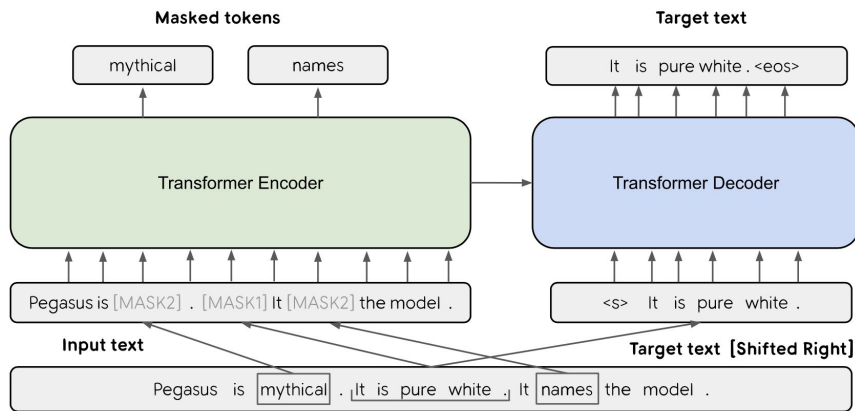 Masked tokens
Target text
mythical
names
It is pure white . <eos>
Transformer Encoder
Transformer Decoder
Pegasus is [MASK2] . [MASK1] It [MASK2] the model .
<s> It is pure white .
Input text
Target text [Shifted Right]
Pegasus is mythical . It is pure white . It names the model .